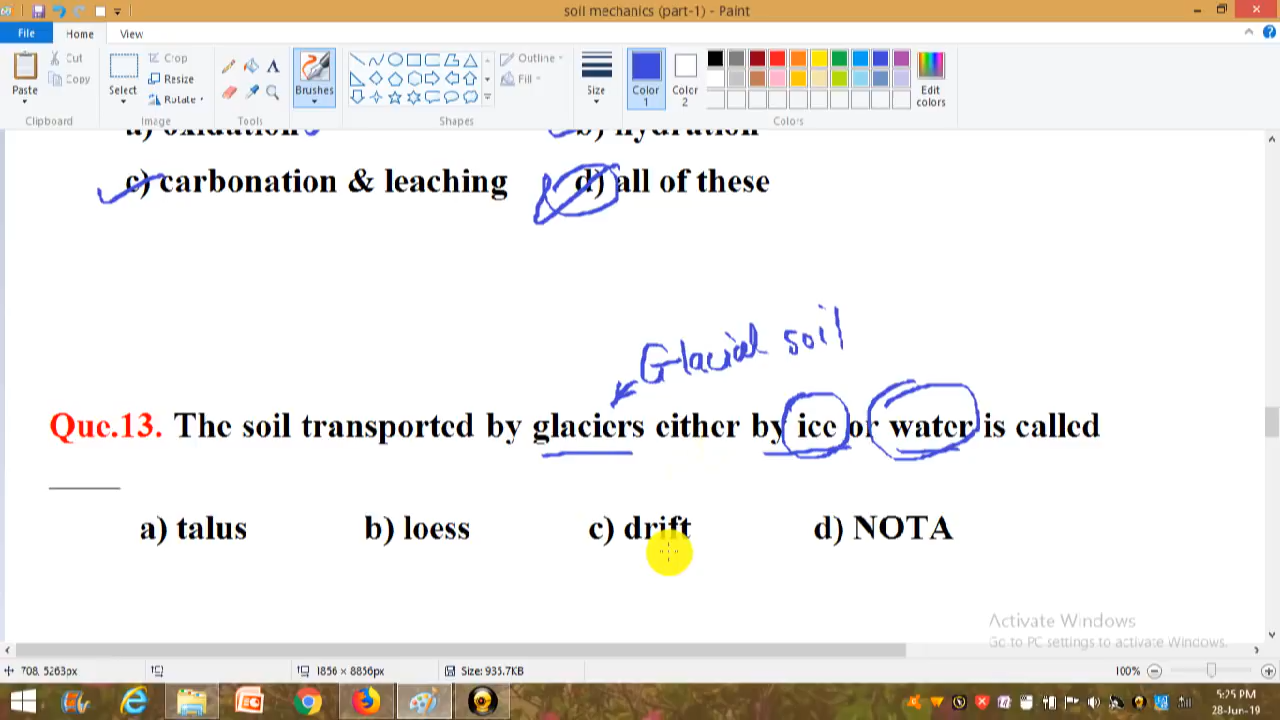 soil mechanics (part-1) - Paint
File Home View
Paste
Cut
Copy
Clipboard
Select
Crop
Resize
Rotate
Image
Tools
Brushes
Shapes
Outline
Fill
Size
Color 1
Color 2
Edit colors
Colors
a) oxidation b) hydration
c) carbonation & leaching d) all of these
Glacial soil
Que.13. The soil transported by glaciers either by ice or water is called
______
a) talus b) loess c) drift d) NOTA
Activate Windows
Go to PC settings to activate Windows.
708, 5263px 1856 × 8856px Size: 935.7KB 100%
5:25 PM
28-Jun-19